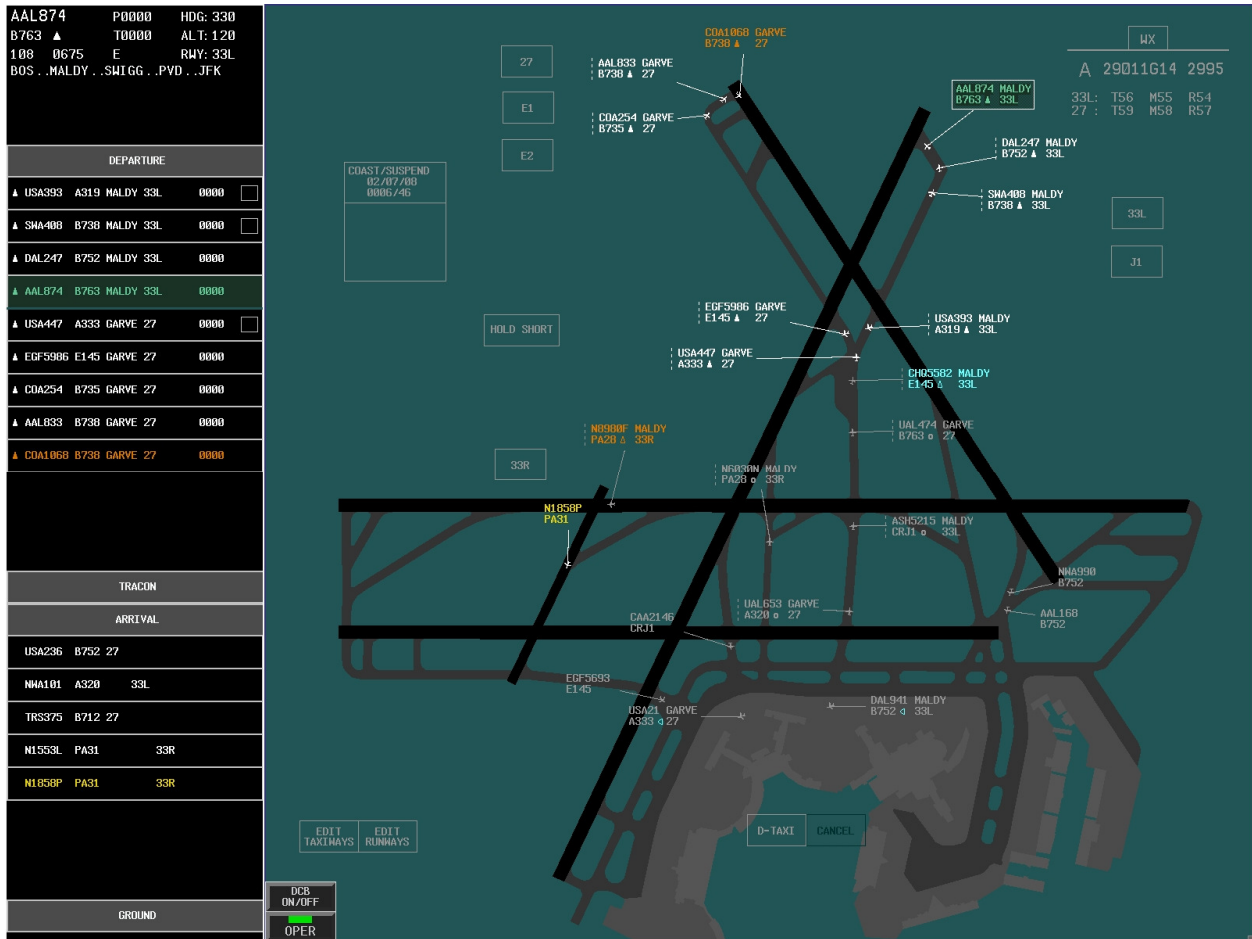 AAL874 P0000 HDG: 330
B763 ▲ T0000 ALT: 120
108 0675 E RWY: 33L
BOS..MALDY..SWIGG..PVD..JFK
DEPARTURE
▲ USA393 A319 MALDY 33L 0000
▲ SWA408 B738 MALDY 33L 0000
▲ DAL247 B752 MALDY 33L 0000
▲ AAL874 B763 MALDY 33L 0000
▲ USA447 A333 GARVE 27 0000
▲ EGF5986 E145 GARVE 27 0000
▲ COA254 B735 GARVE 27 0000
▲ AAL833 B738 GARVE 27 0000
▲ COA1068 B738 GARVE 27 0000
TRACON
ARRIVAL
USA236 B752 27
NWA101 A320 33L
TRS375 B712 27
N1553L PA31 33R
N1858P PA31 33R
GROUND
COA1068 GARVE
B738 ▲ 27
27
AAL833 GARVE
B738 ▲ 27
E1
COA254 GARVE
B735 ▲ 27
E2
COAST/SUSPEND
02/07/08
0006/46
WX
A 29011G14 2995
33L: T56 M55 R54
27 : T59 M58 R57
AAL874 MALDY
B763 ▲ 33L
DAL247 MALDY
B752 ▲ 33L
SWA408 MALDY
B738 ▲ 33L
33L
J1
HOLD SHORT
EGF5986 GARVE
E145 ▲ 27
USA393 MALDY
A319 ▲ 33L
USA447 GARVE
A333 ▲ 27
CHQ5582 MALDY
E145 △ 33L
UAL474 GARVE
B763 o 27
N8980F MALDY
PA28 △ 33R
33R
N6030N MALDY
PA28 o 33R
N1858P
PA31
ASH5215 MALDY
CRJ1 o 33L
NWA990
B752
UAL653 GARVE
A320 o 27
AAL168
B752
CAA2146
CRJ1
EGF5693
E145
USA21 GARVE
A333 ◁ 27
DAL941 MALDY
B752 ◁ 33L
EDIT TAXIWAYS
EDIT RUNWAYS
D-TAXI
CANCEL
DCB
ON/OFF
OPER